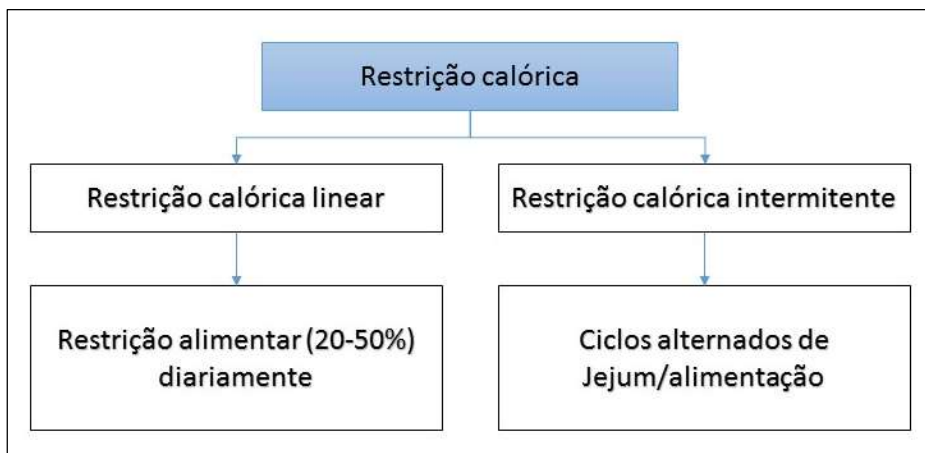 Restrição calórica
Restrição calórica linear
Restrição calórica intermitente
Restrição alimentar (20-50%)
diariamente
Ciclos alternados de
Jejum/alimentação